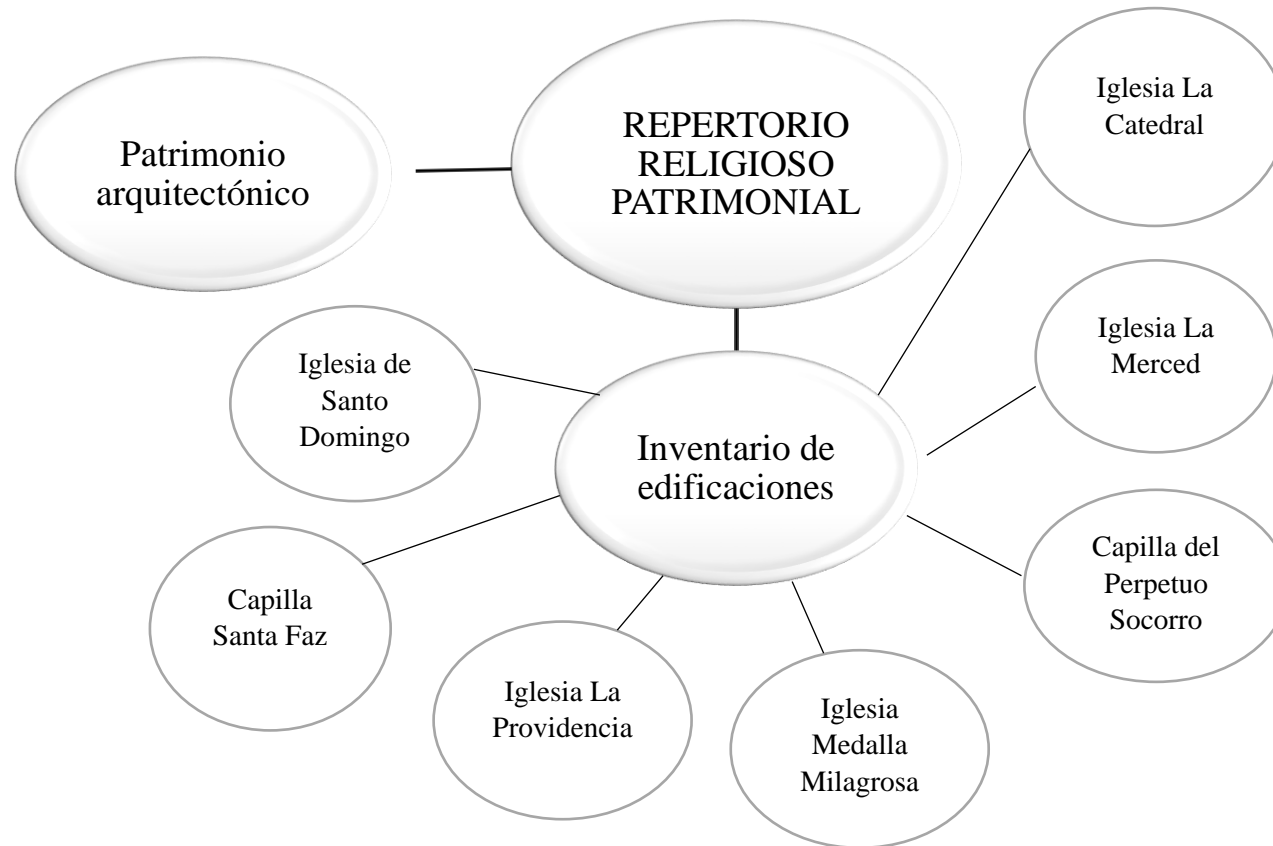 Patrimonio
arquitectónico
REPERTORIO
RELIGIOSO
PATRIMONIAL
Iglesia La
Catedral
Iglesia La
Merced
Iglesia de
Santo
Domingo
Inventario de
edificaciones
Capilla del
Perpetuo
Socorro
Capilla
Santa Faz
Iglesia La
Providencia
Iglesia
Medalla
Milagrosa